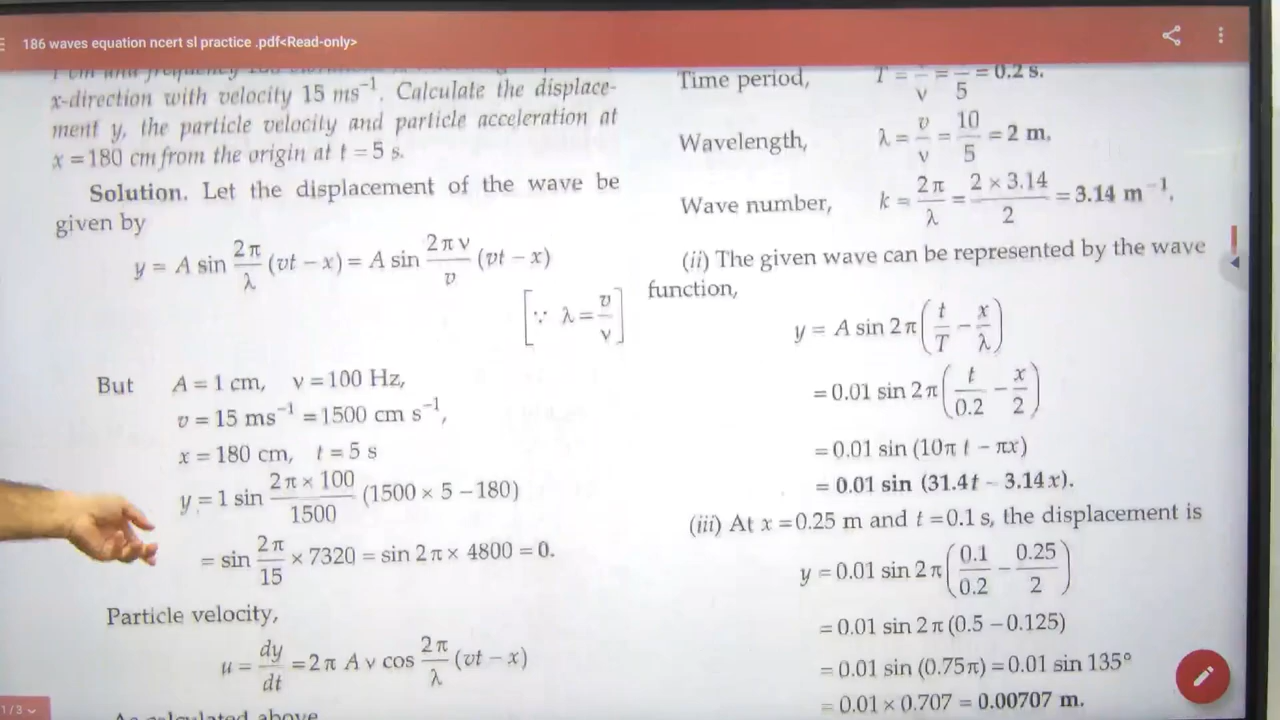 186 waves equation ncert sl practice .pdf<Read-only>
x-direction with velocity 15 ms⁻¹. Calculate the displace-
ment y, the particle velocity and particle acceleration at
x = 180 cm from the origin at t = 5 s.
Solution. Let the displacement of the wave be
given by
y = A sin 2π/λ (vt − x) = A sin 2πν/v (vt − x)
[∵ λ = v/ν]
But A = 1 cm, ν = 100 Hz,
v = 15 ms⁻¹ = 1500 cm s⁻¹,
x = 180 cm, t = 5 s
y = 1 sin 2π × 100/1500 (1500 × 5 − 180)
= sin 2π/15 × 7320 = sin 2π × 4800 = 0.
Particle velocity,
u = dy/dt = 2π A ν cos 2π/λ (vt − x)
As calculated above
1/3
Time period, T = /ν = /5 = 0.2 s.
Wavelength, λ = v/ν = 10/5 = 2 m.
Wave number, k = 2π/λ = 2 × 3.14/2 = 3.14 m⁻¹.
(ii) The given wave can be represented by the wave
function,
y = A sin 2π (t/T − x/λ)
= 0.01 sin 2π (t/0.2 − x/2)
= 0.01 sin (10π t − πx)
= 0.01 sin (31.4t − 3.14x).
(iii) At x = 0.25 m and t = 0.1 s, the displacement is
y = 0.01 sin 2π (0.1/0.2 − 0.25/2)
= 0.01 sin 2π (0.5 − 0.125)
= 0.01 sin (0.75π) = 0.01 sin 135°
= 0.01 × 0.707 = 0.00707 m.